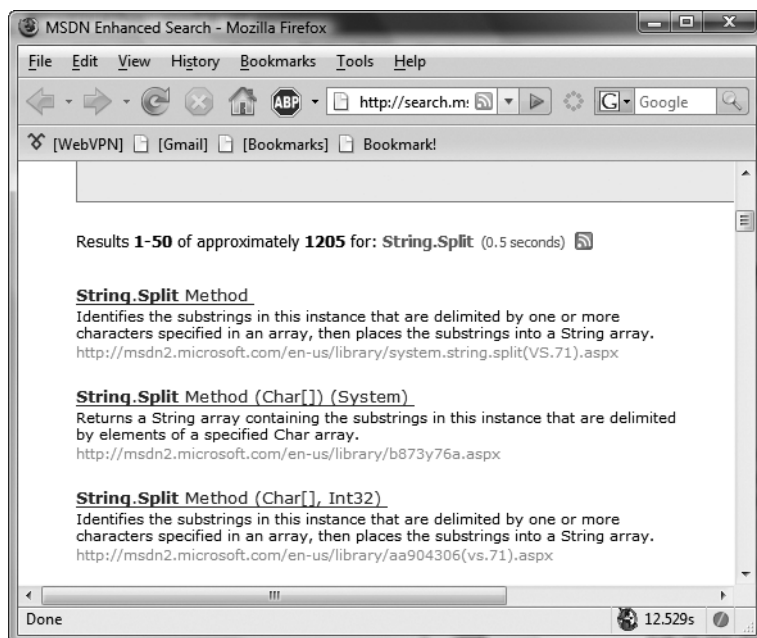 MSDN Enhanced Search - Mozilla Firefox
File Edit View History Bookmarks Tools Help
ABP http://search.m: G Google
[WebVPN] [Gmail] [Bookmarks] Bookmark!
Results 1-50 of approximately 1205 for: String.Split (0.5 seconds)
String.Split Method
Identifies the substrings in this instance that are delimited by one or more
characters specified in an array, then places the substrings into a String array.
http://msdn2.microsoft.com/en-us/library/system.string.split(VS.71).aspx
String.Split Method (Char[]) (System)
Returns a String array containing the substrings in this instance that are delimited
by elements of a specified Char array.
http://msdn2.microsoft.com/en-us/library/b873y76a.aspx
String.Split Method (Char[], Int32)
Identifies the substrings in this instance that are delimited by one or more
characters specified in an array, then places the substrings into a String array.
http://msdn2.microsoft.com/en-us/library/aa904306(vs.71).aspx
Done 12.529s